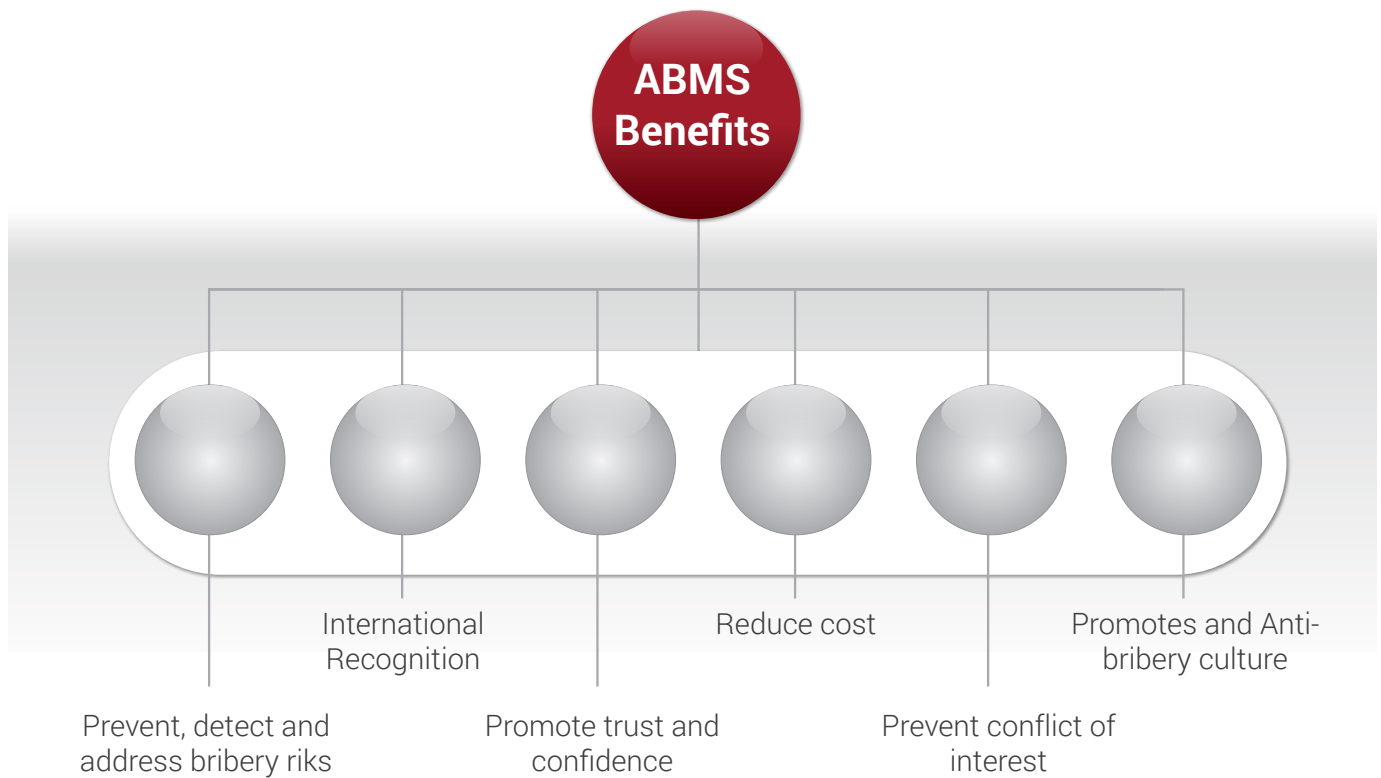 ABMS
Benefits
International
Recognition
Reduce cost
Promotes and Anti-
bribery culture
Prevent, detect and
address bribery riks
Promote trust and
confidence
Prevent conflict of
interest